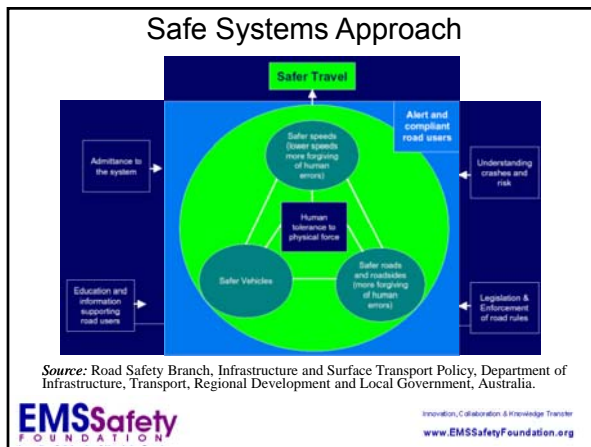 Safe Systems Approach
Safer Travel
Alert and
compliant
road users
Safer speeds
(lower speeds
more forgiving
of human
errors)
Admittance to
the system
Understanding
crashes and
risk
Human
tolerance to
physical force
Safer Vehicles
Safer roads
and roadsides
(more forgiving
of human
errors)
Education and
information
supporting
road users
Legislation &
Enforcement
of road rules
Source: Road Safety Branch, Infrastructure and Surface Transport Policy, Department of
Infrastructure, Transport, Regional Development and Local Government, Australia.
EMSSafety
FOUNDATION
Innovation, Collaboration & Knowledge Transfer
www.EMSSafetyFoundation.org